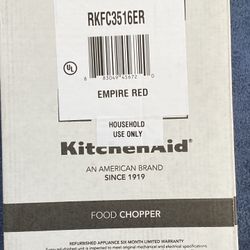 RKFC3516ER
8 83049 45672 0
UL
EMPIRE RED
HOUSEHOLD
USE ONLY
KitchenAid®
AN AMERICAN BRAND
SINCE 1919
FOOD CHOPPER
REFURBISHED APPLIANCE SIX MONTH LIMITED WARRANTY